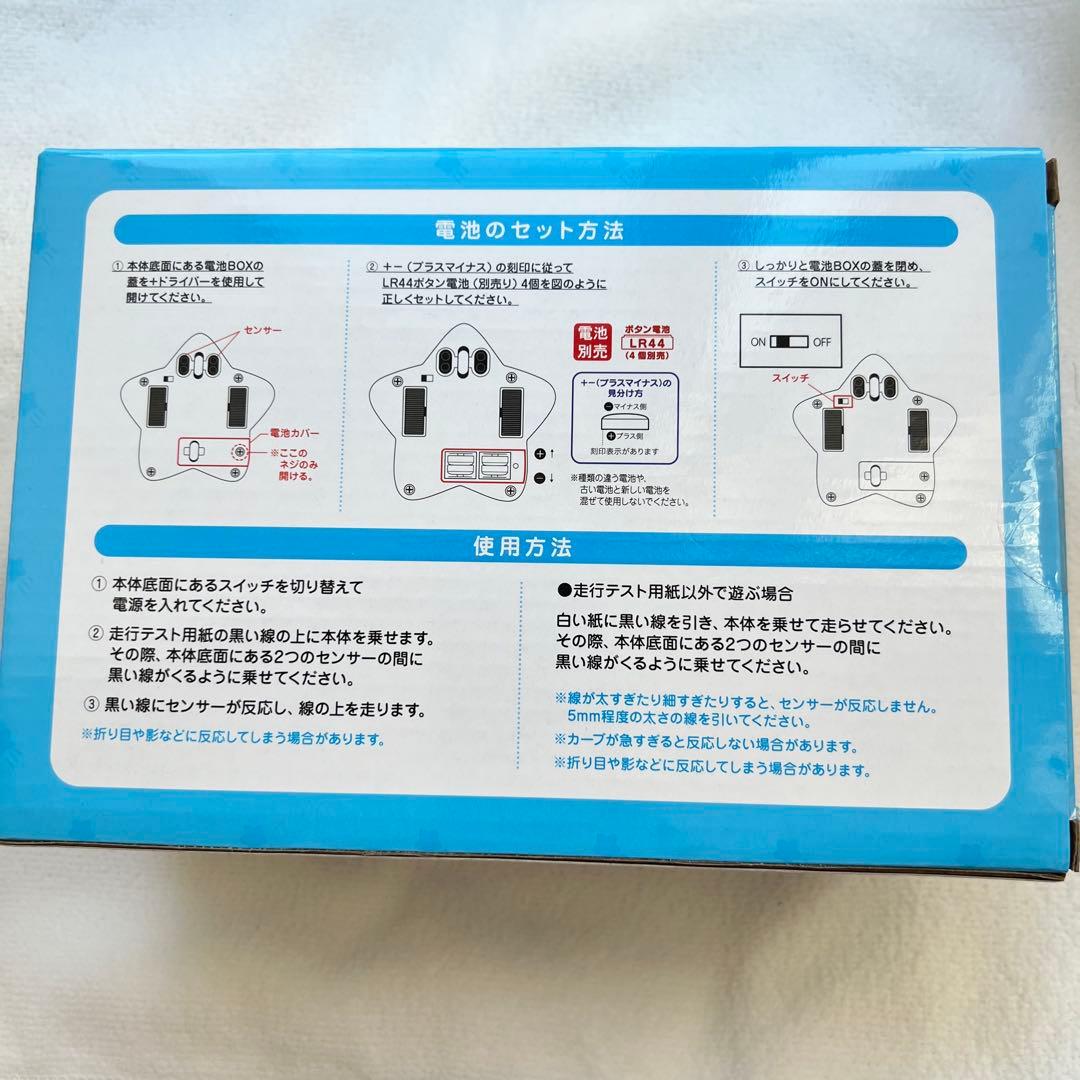 電池のセット方法
① 本体底面にある電池BOXの
蓋を+ドライバーを使用して
開けてください。
センサー
電池カバー
※ここの
ネジのみ
開ける。
② +−(プラスマイナス)の刻印に従って
LR44ボタン電池(別売り)4個を図のように
正しくセットしてください。
電池
別売
ボタン電池
LR44
(4個別売)
+−(プラスマイナス)の
見分け方
⊖マイナス側
⊕プラス側
刻印表示があります
⊕↑
⊖↓
※種類の違う電池や、
古い電池と新しい電池を
混ぜて使用しないでください。
③ しっかりと電池BOXの蓋を閉め、
スイッチをONにしてください。
ON OFF
スイッチ
使用方法
① 本体底面にあるスイッチを切り替えて
電源を入れてください。
② 走行テスト用紙の黒い線の上に本体を乗せます。
その際、本体底面にある2つのセンサーの間に
黒い線がくるように乗せてください。
③ 黒い線にセンサーが反応し、線の上を走ります。
※折り目や影などに反応してしまう場合があります。
●走行テスト用紙以外で遊ぶ場合
白い紙に黒い線を引き、本体を乗せて走らせてください。
その際、本体底面にある2つのセンサーの間に
黒い線がくるように乗せてください。
※線が太すぎたり細すぎたりすると、センサーが反応しません。
5mm程度の太さの線を引いてください。
※カーブが急すぎると反応しない場合があります。
※折り目や影などに反応してしまう場合があります。